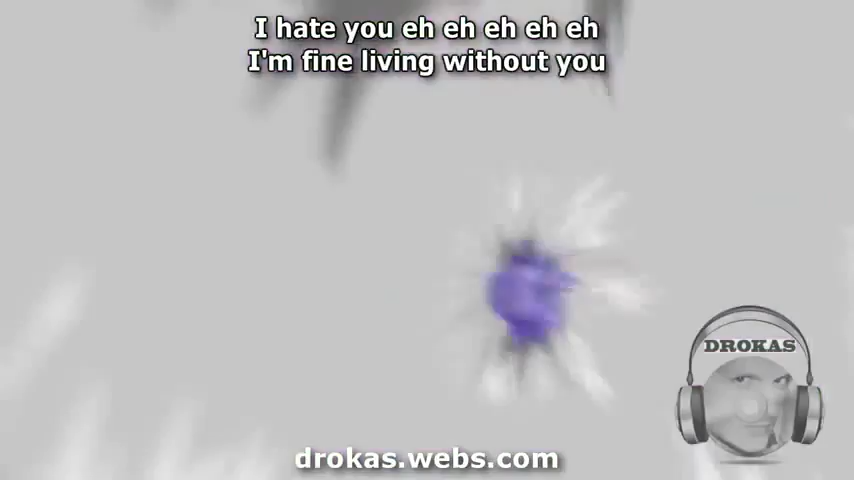 I hate you eh eh eh eh eh
I'm fine living without you
DROKAS
drokas.webs.com